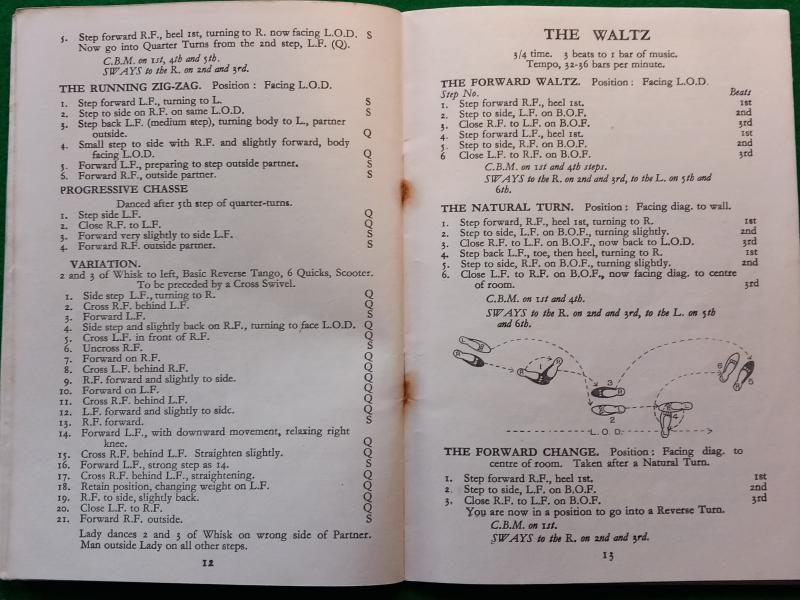 5. Step forward R.F., heel 1st, turning to R. now facing L.O.D. S
Now go into Quarter Turns from the 2nd step, L.F. (Q).
C.B.M. on 1st, 4th and 5th.
SWAYS to the R. on 2nd and 3rd.
THE RUNNING ZIG-ZAG. Position : Facing L.O.D.
1. Step forward L.F., turning to L. S
2. Step to side on R.F. on same L.O.D. S
3. Step back L.F. (medium step), turning body to L., partner
outside. Q
4. Small step to side with R.F. and slightly forward, body
facing L.O.D. Q
5. Forward L.F., preparing to step outside partner. S
6. Forward R.F., outside partner. S
PROGRESSIVE CHASSE
Danced after 5th step of quarter-turns.
1. Step side L.F. Q
2. Close R.F. to L.F. Q
3. Forward very slightly to side L.F. S
4. Forward R.F. outside partner. S
VARIATION.
2 and 3 of Whisk to left, Basic Reverse Tango, 6 Quicks, Scooter.
To be preceded by a Cross Swivel.
1. Side step L.F., turning to R. Q
2. Cross R.F. behind L.F. Q
3. Forward L.F. S
4. Side step and slightly back on R.F., turning to face L.O.D. Q
5. Cross L.F. in front of R.F. Q
6. Uncross R.F. S
7. Forward on R.F. Q
8. Cross L.F. behind R.F. Q
9. R.F. forward and slightly to side. Q
10. Forward on L.F. Q
11. Cross R.F. behind L.F. Q
12. L.F. forward and slightly to side. Q
13. R.F. forward. S
14. Forward L.F., with downward movement, relaxing right
knee. Q
15. Cross R.F. behind L.F. Straighten slightly. Q
16. Forward L.F., strong step as 14. S
17. Cross R.F. behind L.F., straightening. Q
18. Retain position, changing weight on L.F. Q
19. R.F. to side, slightly back. Q
20. Close L.F. to R.F. Q
21. Forward R.F. outside. S
Lady dances 2 and 3 of Whisk on wrong side of Partner.
Man outside Lady on all other steps.
12
THE WALTZ
3/4 time. 3 beats to 1 bar of music.
Tempo, 32-36 bars per minute.
THE FORWARD WALTZ. Position : Facing L.O.D.
Step No. Beats
1. Step forward R.F., heel 1st. 1st
2. Step to side, L.F. on B.O.F. 2nd
3. Close R.F. to L.F. on B.O.F. 3rd
4. Step forward L.F., heel 1st. 1st
5. Step to side, R.F. on B.O.F. 2nd
6 Close L.F. to R.F. on B.O.F. 3rd
C.B.M. on 1st and 4th steps.
SWAYS to the R. on 2nd and 3rd, to the L. on 5th and
6th.
THE NATURAL TURN. Position : Facing diag. to wall.
1. Step forward, R.F., heel 1st, turning to R. 1st
2. Step to side, L.F. on B.O.F., turning slightly. 2nd
3. Close R.F. to L.F. on B.O.F., now back to L.O.D. 3rd
4. Step back L.F., toe, then heel, turning to R. 1st
5. Step to side, R.F. on B.O.F., turning slightly. 2nd
6. Close L.F. to R.F. on B.O.F., now facing diag. to centre
of room. 3rd
C.B.M. on 1st and 4th.
SWAYS to the R. on 2nd and 3rd, to the L. on 5th
and 6th.
L
R
1
R
3
R
L
2
4
6
5
L. O. D.
THE FORWARD CHANGE. Position : Facing diag. to
centre of room. Taken after a Natural Turn.
1. Step forward R.F., heel 1st. 1st
2. Step to side, L.F. on B.O.F. 2nd
3. Close R.F. to L.F. on B.O.F. 3rd
You are now in a position to go into a Reverse Turn.
C.B.M. on 1st.
SWAYS to the R. on 2nd and 3rd.
13